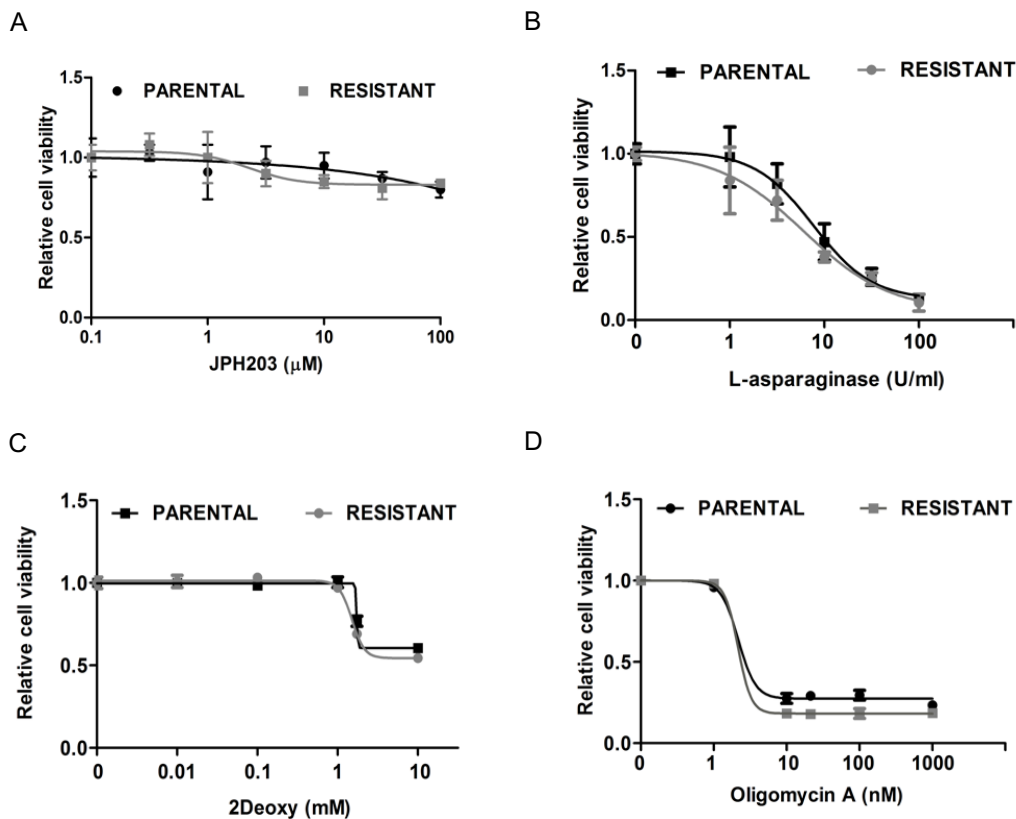 A
B
PARENTAL RESISTANT
1.5
1.0
0.5
0.0
Relative cell viability
0.1 1 10 100
JPH203 (μM)
PARENTAL RESISTANT
1.5
1.0
0.5
0.0
Relative cell viability
0 1 10 100
L-asparaginase (U/ml)
C
D
PARENTAL RESISTANT
1.5
1.0
0.5
0.0
Relative cell viability
0 0.01 0.1 1 10
2Deoxy (mM)
PARENTAL RESISTANT
1.5
1.0
0.5
0.0
Relative cell viability
0 1 10 100 1000
Oligomycin A (nM)